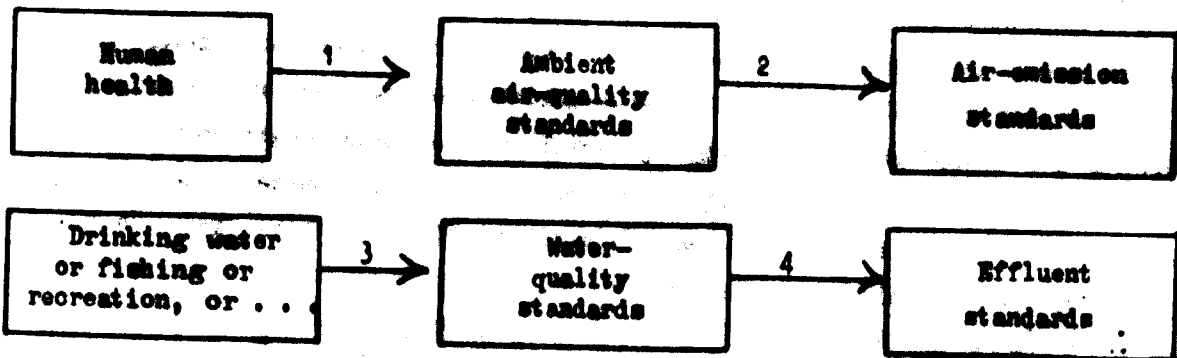 Human
health
1
Ambient
air-quality
standards
2
Air-emission
standards
Drinking water
or fishing or
recreation, or . . .
3
Water-
quality
standards
4
Effluent
standards